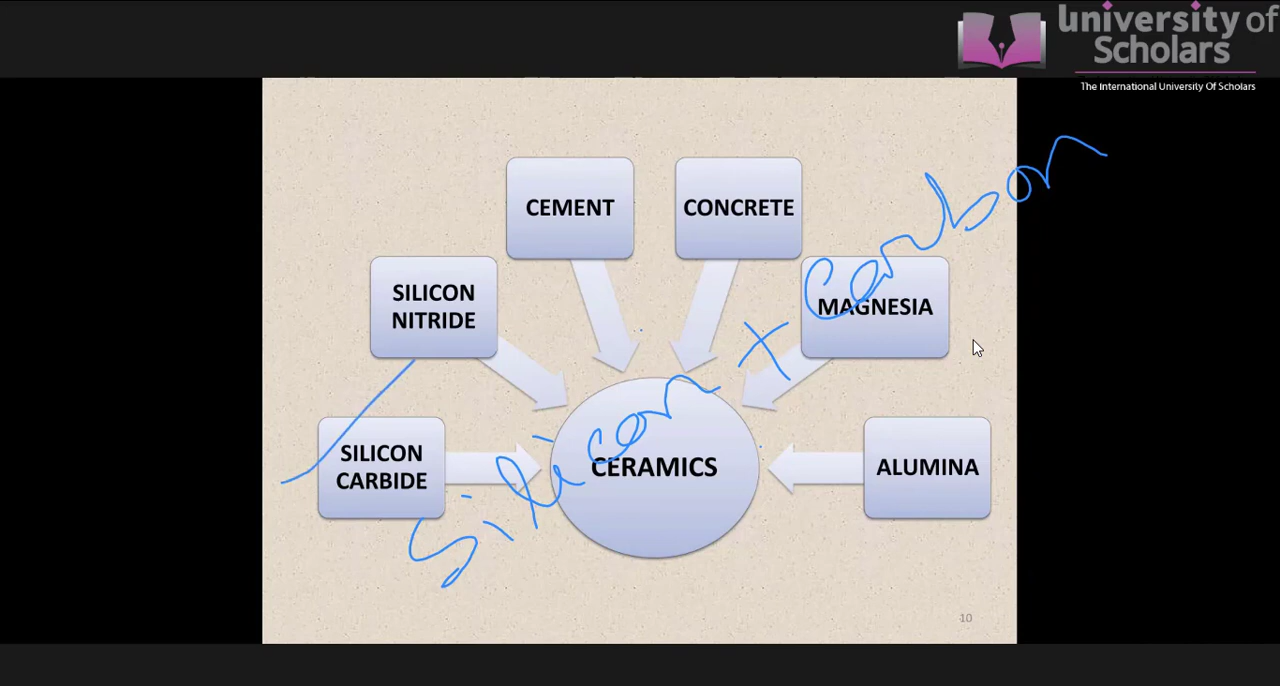 university of
Scholars
The International University Of Scholars
CEMENT
CONCRETE
SILICON
NITRIDE
MAGNESIA
SILICON
CARBIDE
CERAMICS
ALUMINA
Silicon + Carbon
10